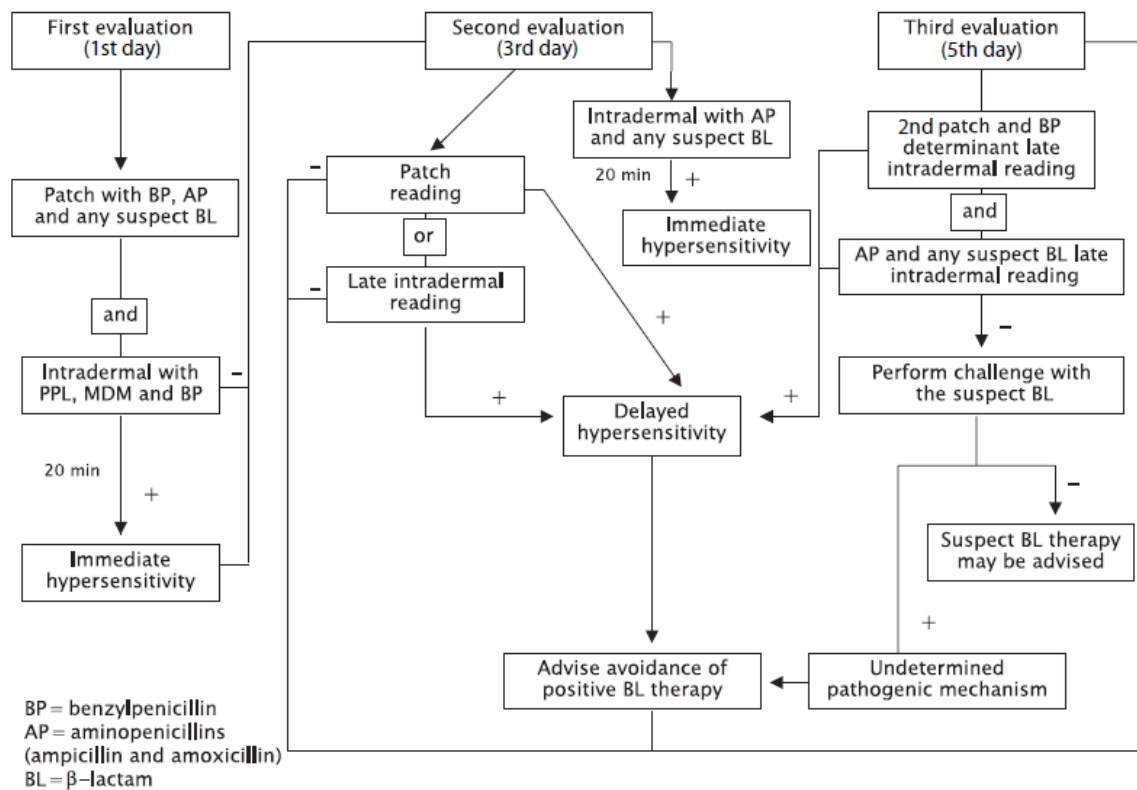 First evaluation
(1st day)
Patch with BP, AP
and any suspect BL
and
Intradermal with
PPL, MDM and BP
–
20 min
+
Immediate
hypersensitivity
Second evaluation
(3rd day)
Intradermal with AP
and any suspect BL
20 min
+
Immediate
hypersensitivity
–
Patch
reading
or
–
Late intradermal
reading
+
+
Delayed
hypersensitivity
Advise avoidance of
positive BL therapy
Third evaluation
(5th day)
2nd patch and BP
determinant late
intradermal reading
and
AP and any suspect BL late
intradermal reading
+
–
Perform challenge with
the suspect BL
–
Suspect BL therapy
may be advised
+
Undetermined
pathogenic mechanism
BP = benzylpenicillin
AP = aminopenicillins
(ampicillin and amoxicillin)
BL = β–lactam